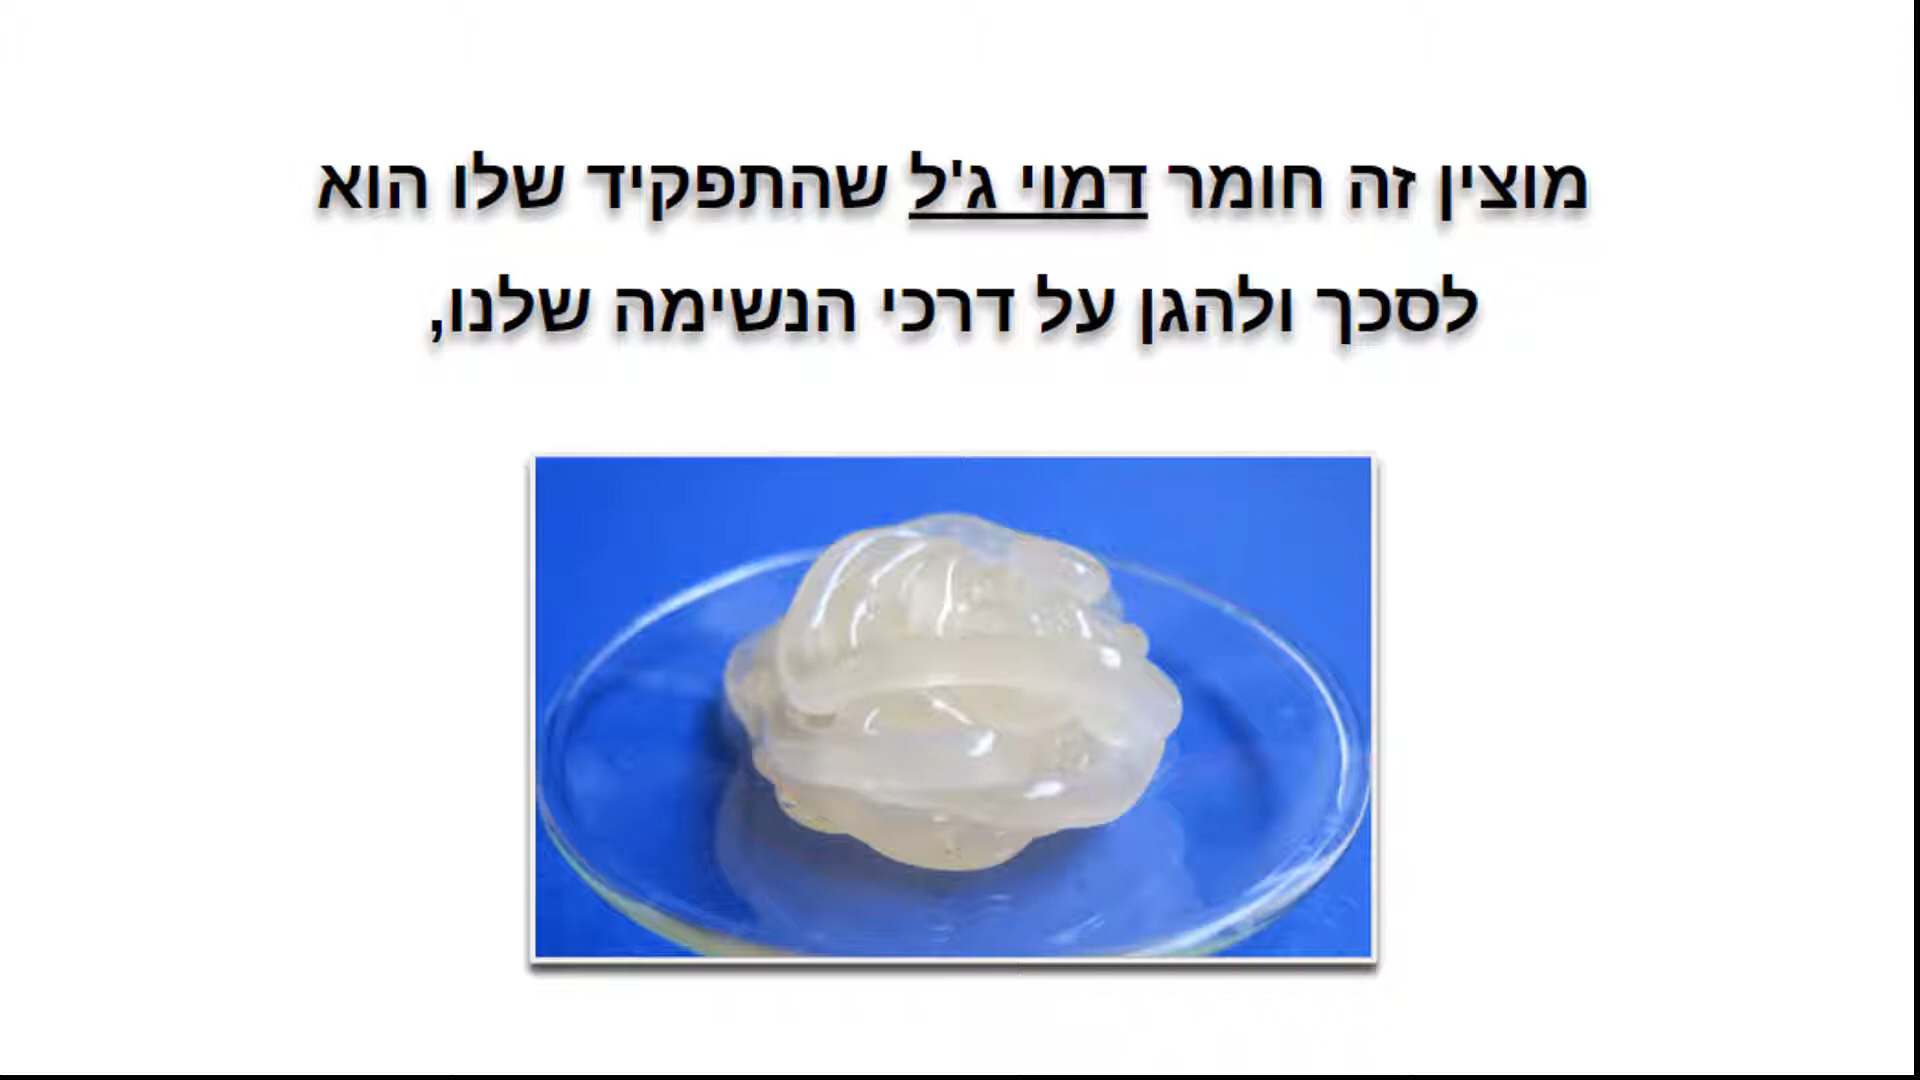 מוצין זה חומר דמוי ג'ל שהתפקיד שלו הוא
לסכך ולהגן על דרכי הנשימה שלנו,